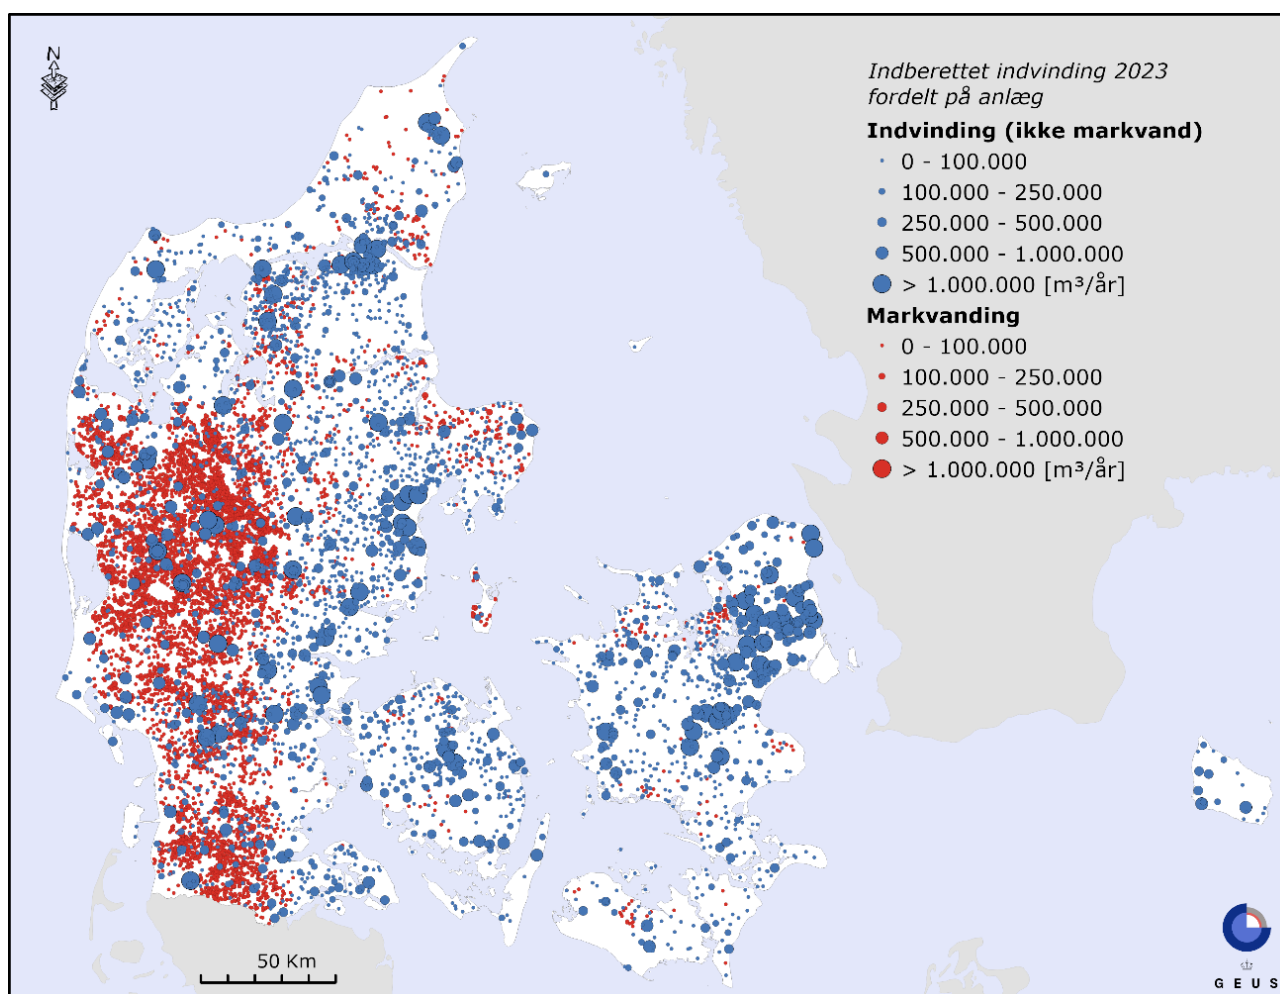 N
Indberettet indvinding 2023
fordelt på anlæg
Indvinding (ikke markvand)
0 - 100.000
100.000 - 250.000
250.000 - 500.000
500.000 - 1.000.000
> 1.000.000 [m³/år]
Markvanding
0 - 100.000
100.000 - 250.000
250.000 - 500.000
500.000 - 1.000.000
> 1.000.000 [m³/år]
50 Km
G E U S